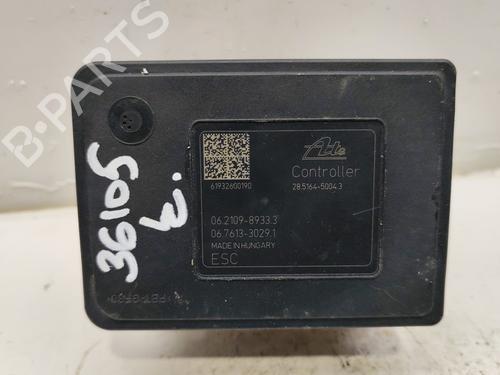 B-PARTS
Ate
Controller
61932600190
28.5164-5004.3
06.2109-8933.3
06.7613-3029.1
MADE IN HUNGARY
ESC
36105